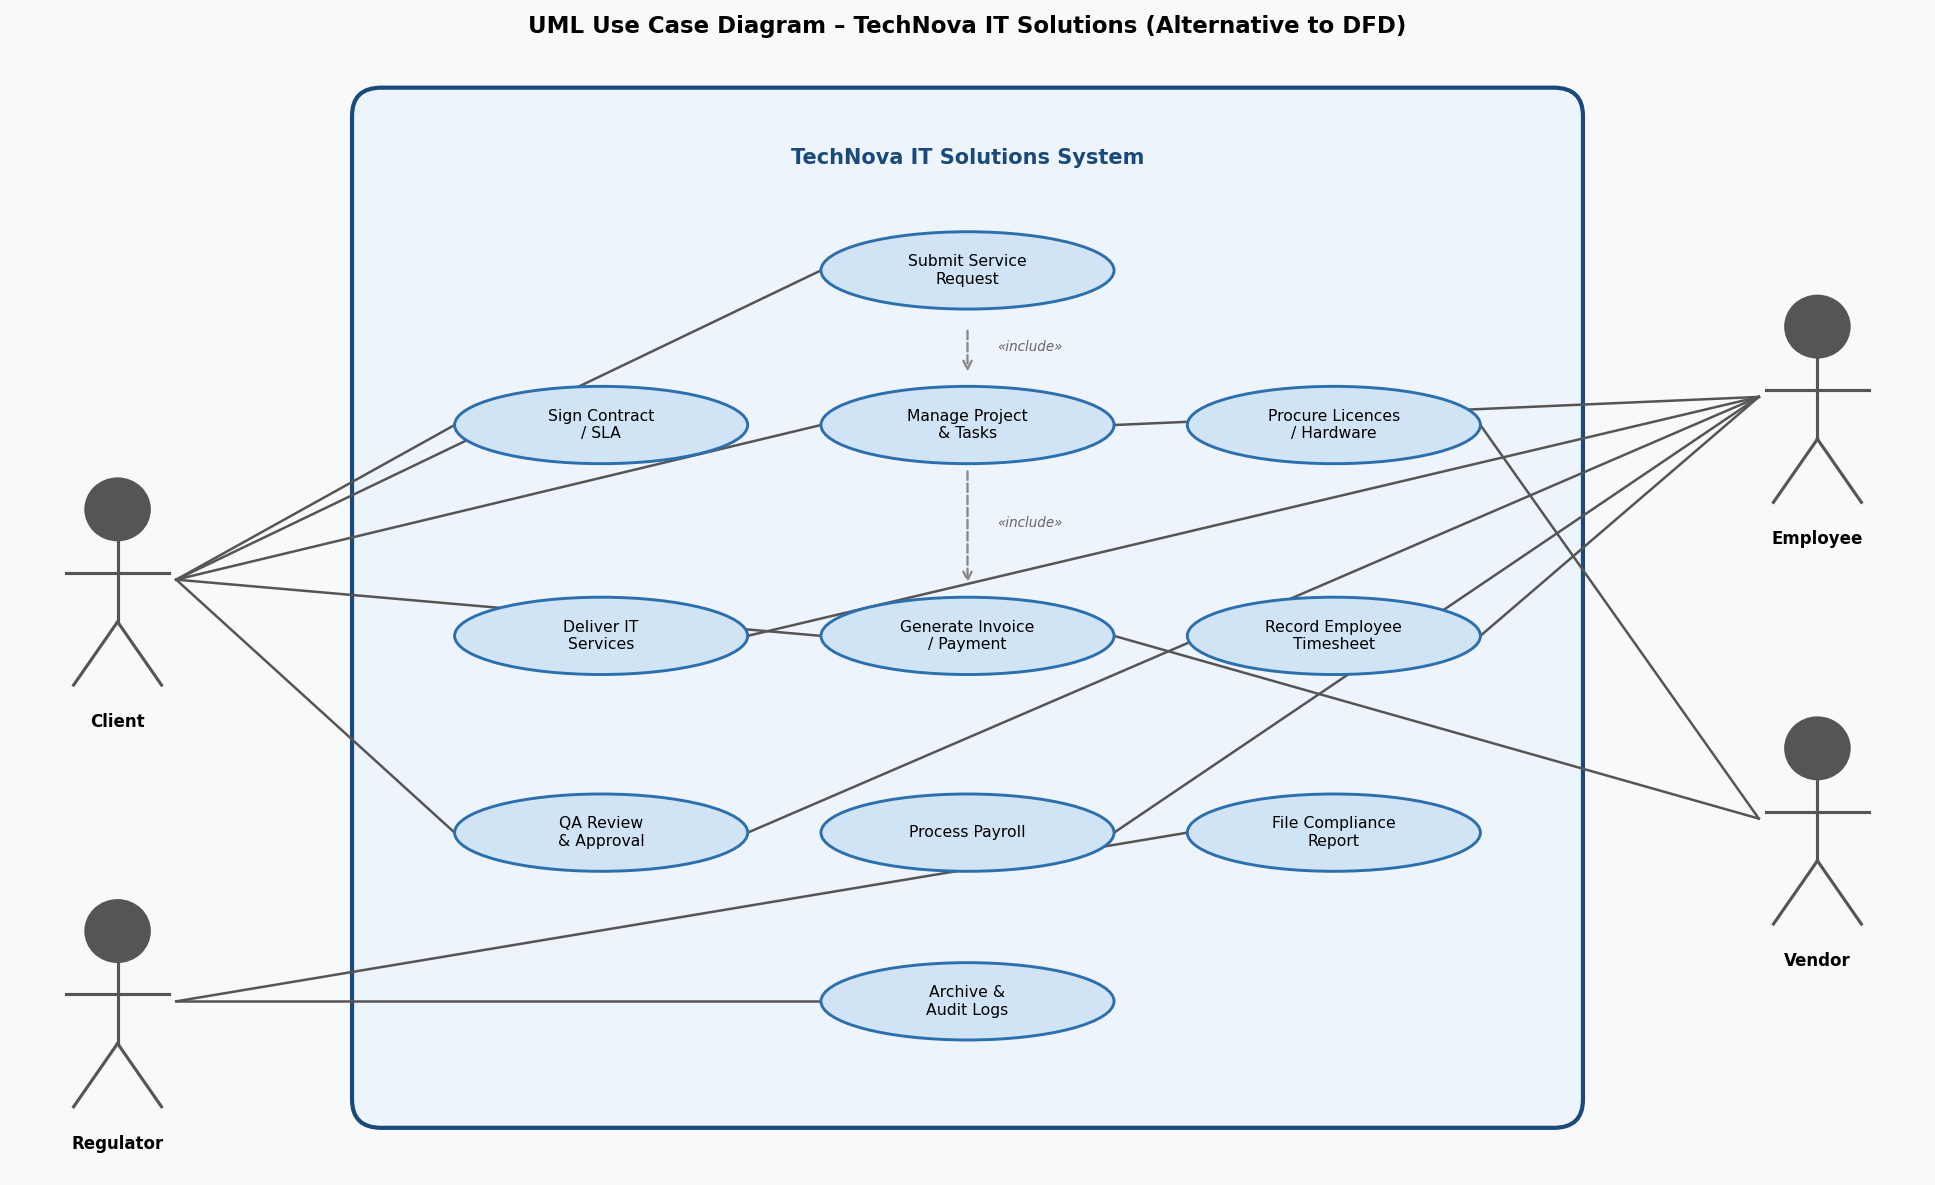 UML Use Case Diagram – TechNova IT Solutions (Alternative to DFD)
TechNova IT Solutions System
Submit Service
Request
«include»
Sign Contract
/ SLA
Manage Project
& Tasks
Procure Licences
/ Hardware
«include»
Employee
Deliver IT
Services
Generate Invoice
/ Payment
Record Employee
Timesheet
Client
QA Review
& Approval
Process Payroll
File Compliance
Report
Vendor
Archive &
Audit Logs
Regulator